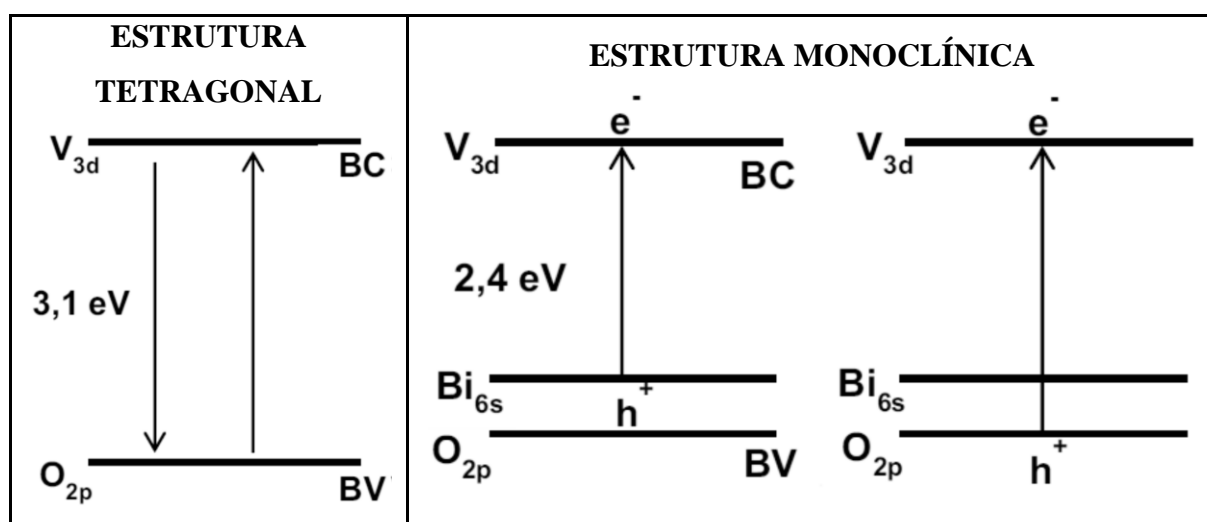 ESTRUTURA
TETRAGONAL
V3d
BC
3,1 eV
O2p
BV
ESTRUTURA MONOCLÍNICA
e-
V3d
BC
2,4 eV
Bi6s
h+
O2p
BV
e-
V3d
Bi6s
O2p
h+